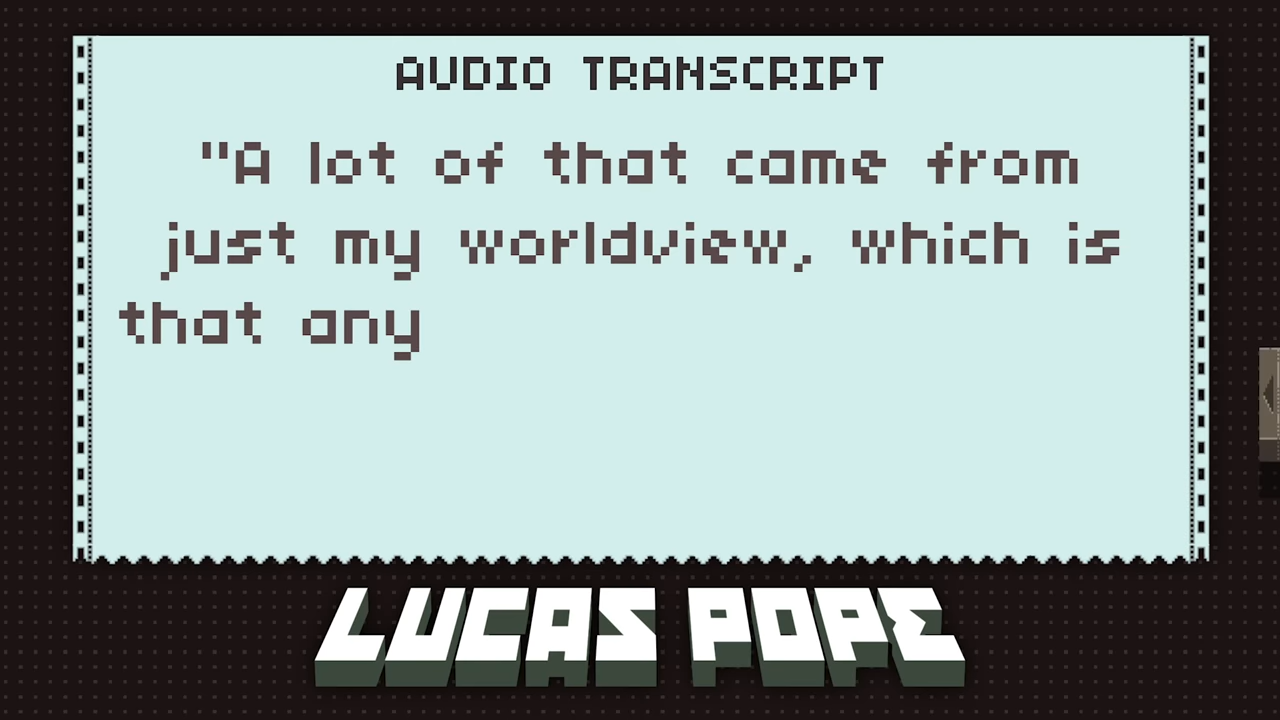 AUDIO TRANSCRIPT
"A lot of that came from
just my worldview, which is
that any
LUCAS POPE